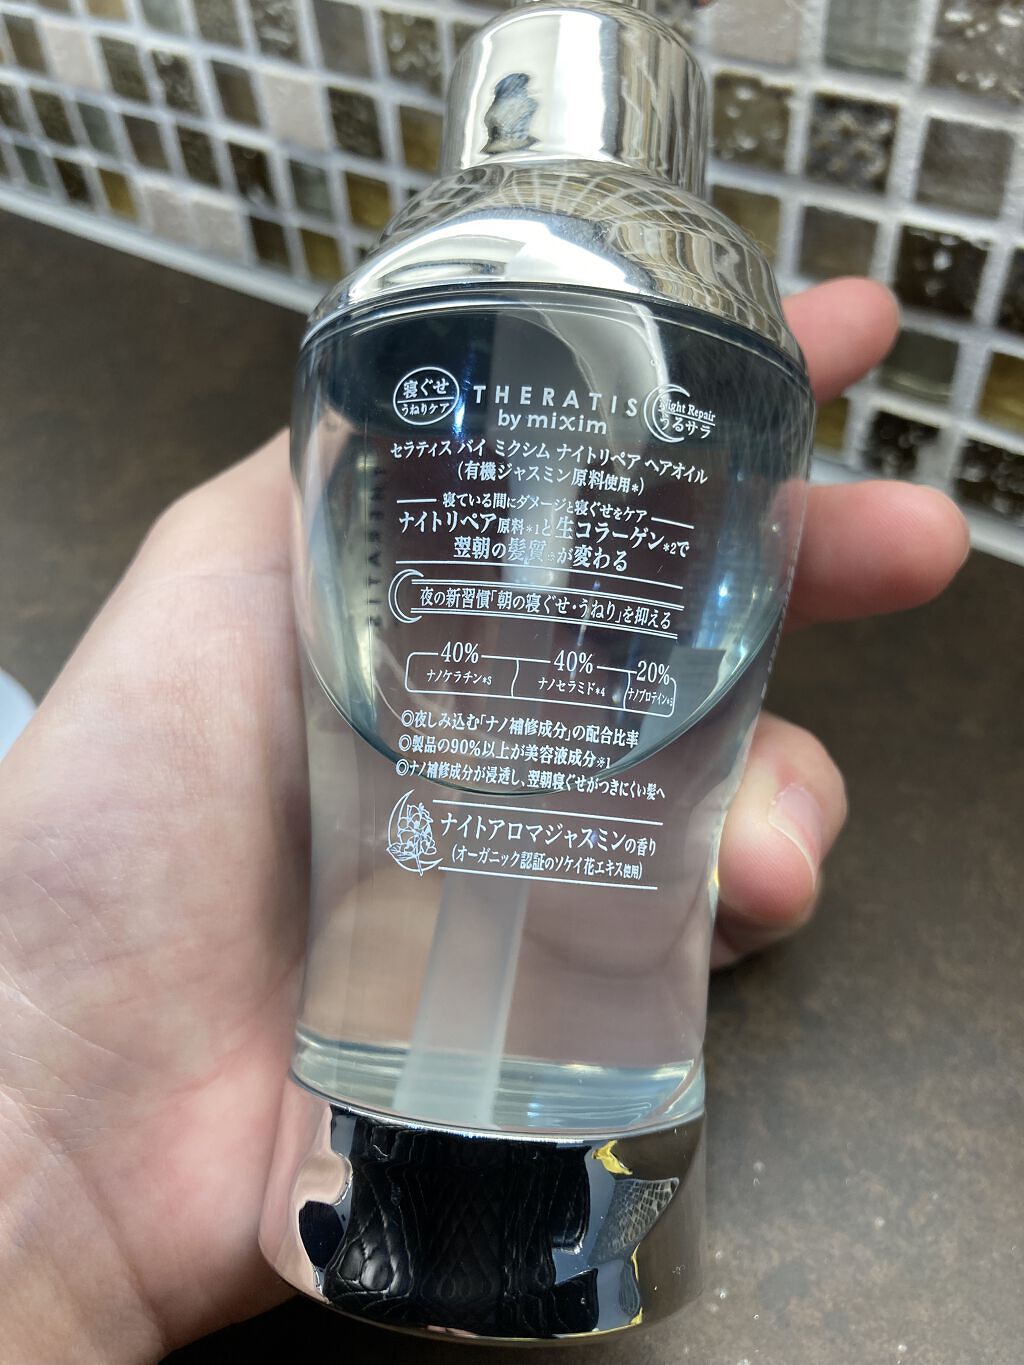 寝ぐせ
うねりケア
THERATIS
by mixim
Night Repair
うるサラ
セラティス バイ ミクシム ナイトリペア ヘアオイル
(有機ジャスミン原料使用*)
寝ている間にダメージと寝ぐせをケア
ナイトリペア原料*1と生コラーゲン*2で
翌朝の髪質が変わる
夜の新習慣「朝の寝ぐせ・うねり」を抑える
40% 40% 20%
ナノケラチン*3 ナノセラミド*4 ナノプロテイン
◎夜しみ込む「ナノ補修成分」の配合比率
◎製品の90%以上が美容液成分*1
◎ナノ補修成分が浸透し、翌朝寝ぐせがつきにくい髪へ
ナイトアロマジャスミンの香り
(オーガニック認証のソケイ花エキス使用)